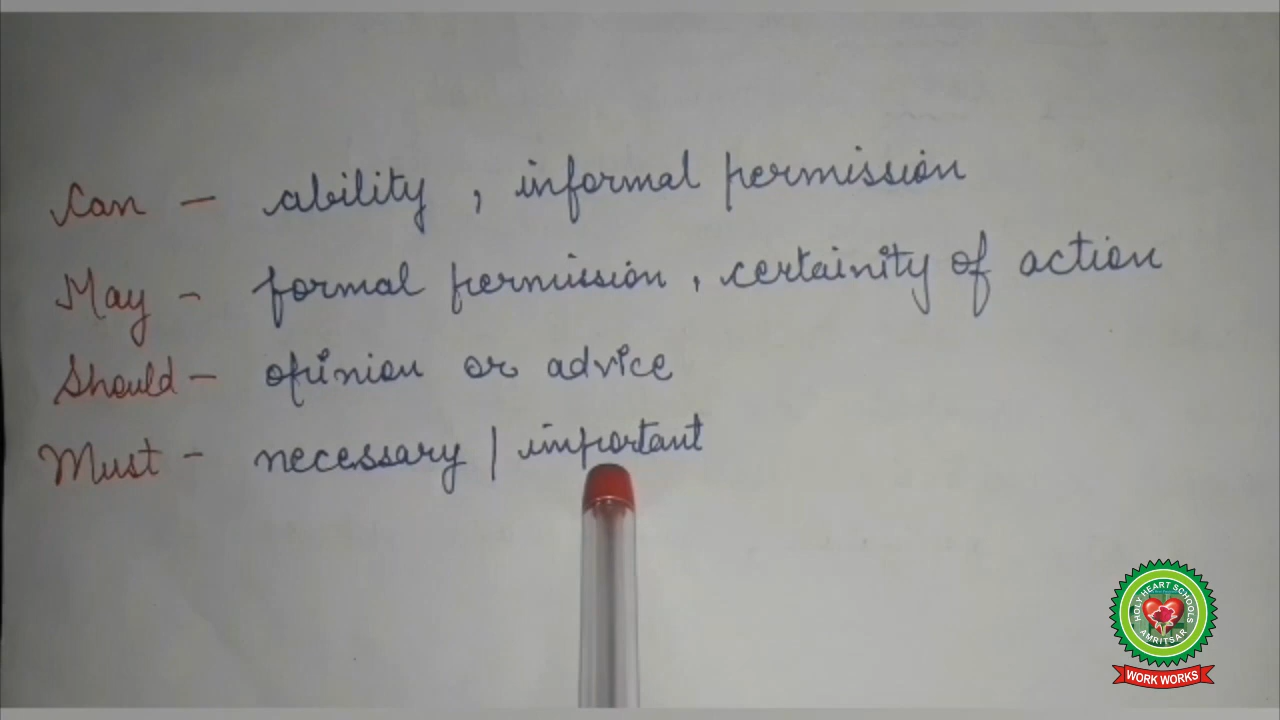 Can - ability , informal permission
May - formal permission , certainity of action
Should - opinion or advice
Must - necessary | important
HOLY HEART SCHOOLS
AMRITSAR
WORK WORKS